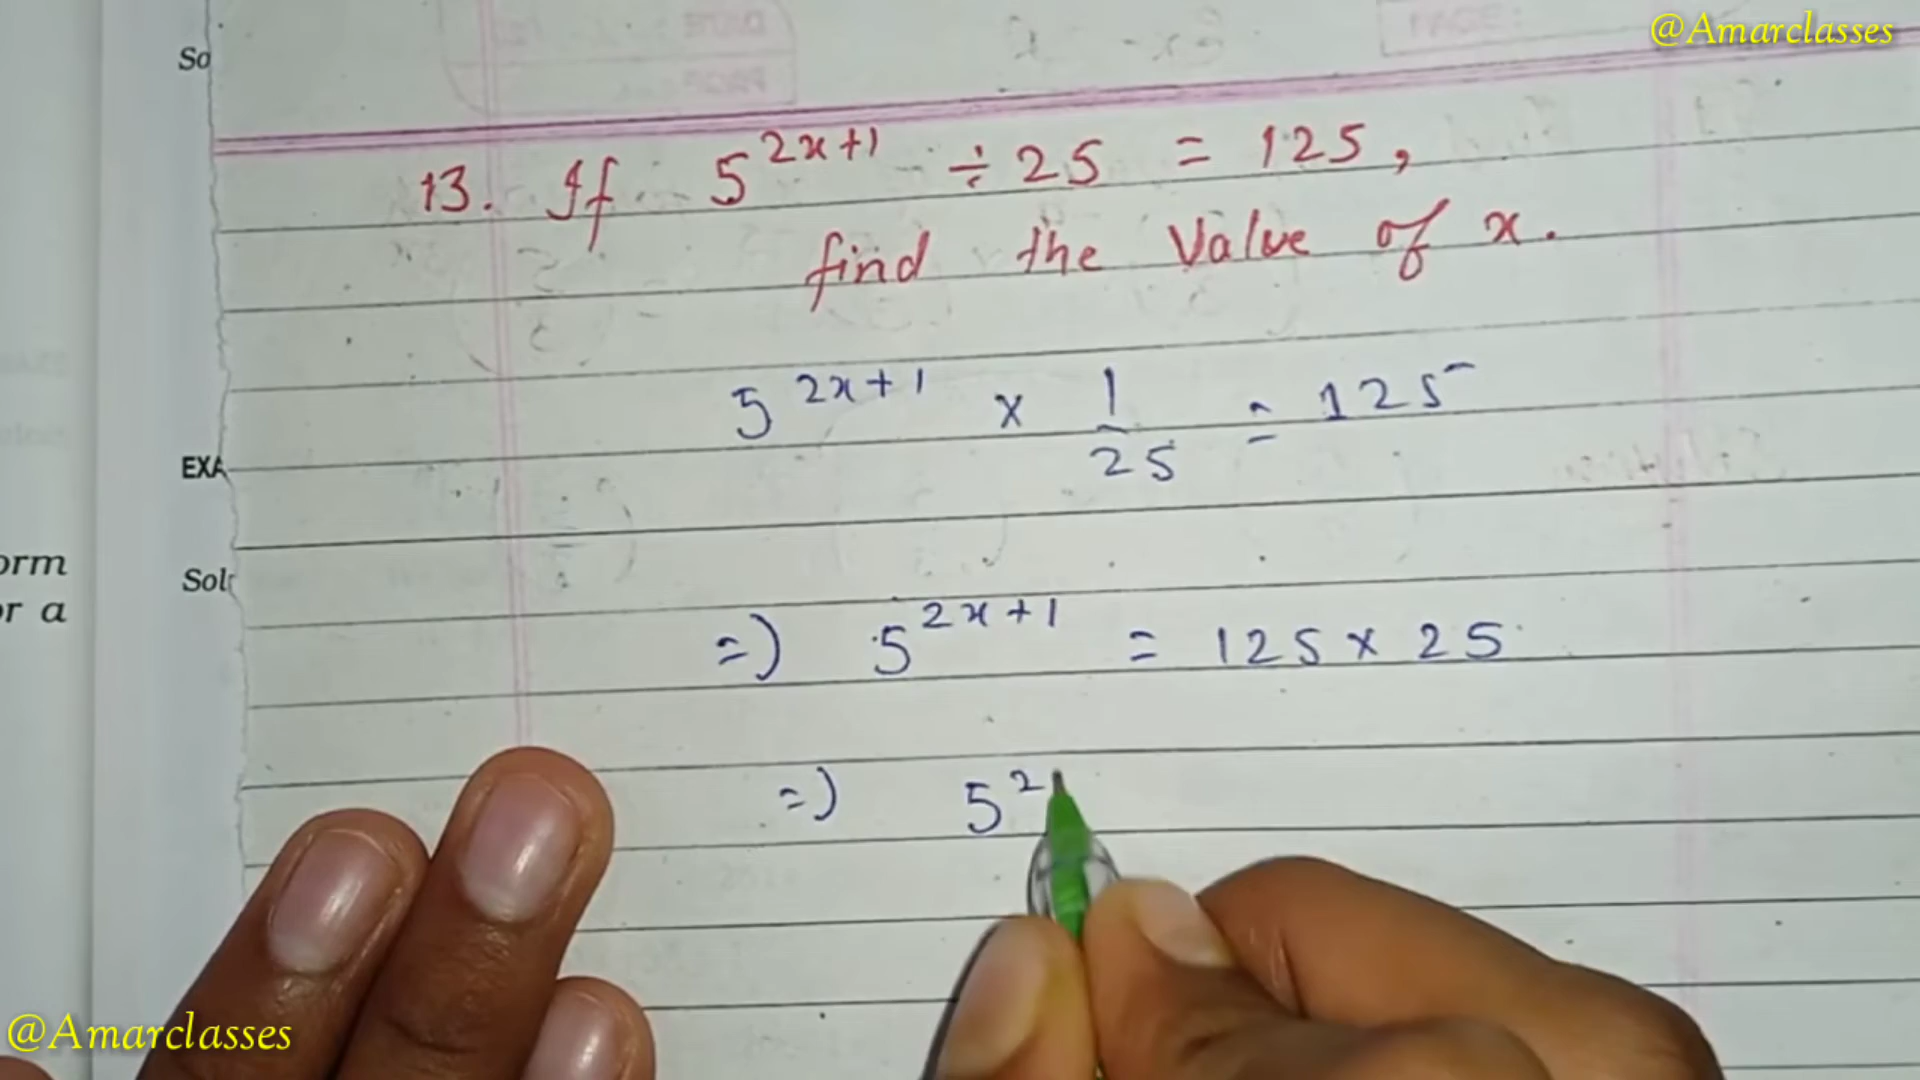 @Amarclasses
So
13. If 5^{2x+1} ÷ 25 = 125,
find the Value of x.
5^{2x+1} × 1/25 = 125
EXA
orm
Sol
or a
=) 5^{2x+1} = 125 × 25
=) 5^2
@Amarclasses